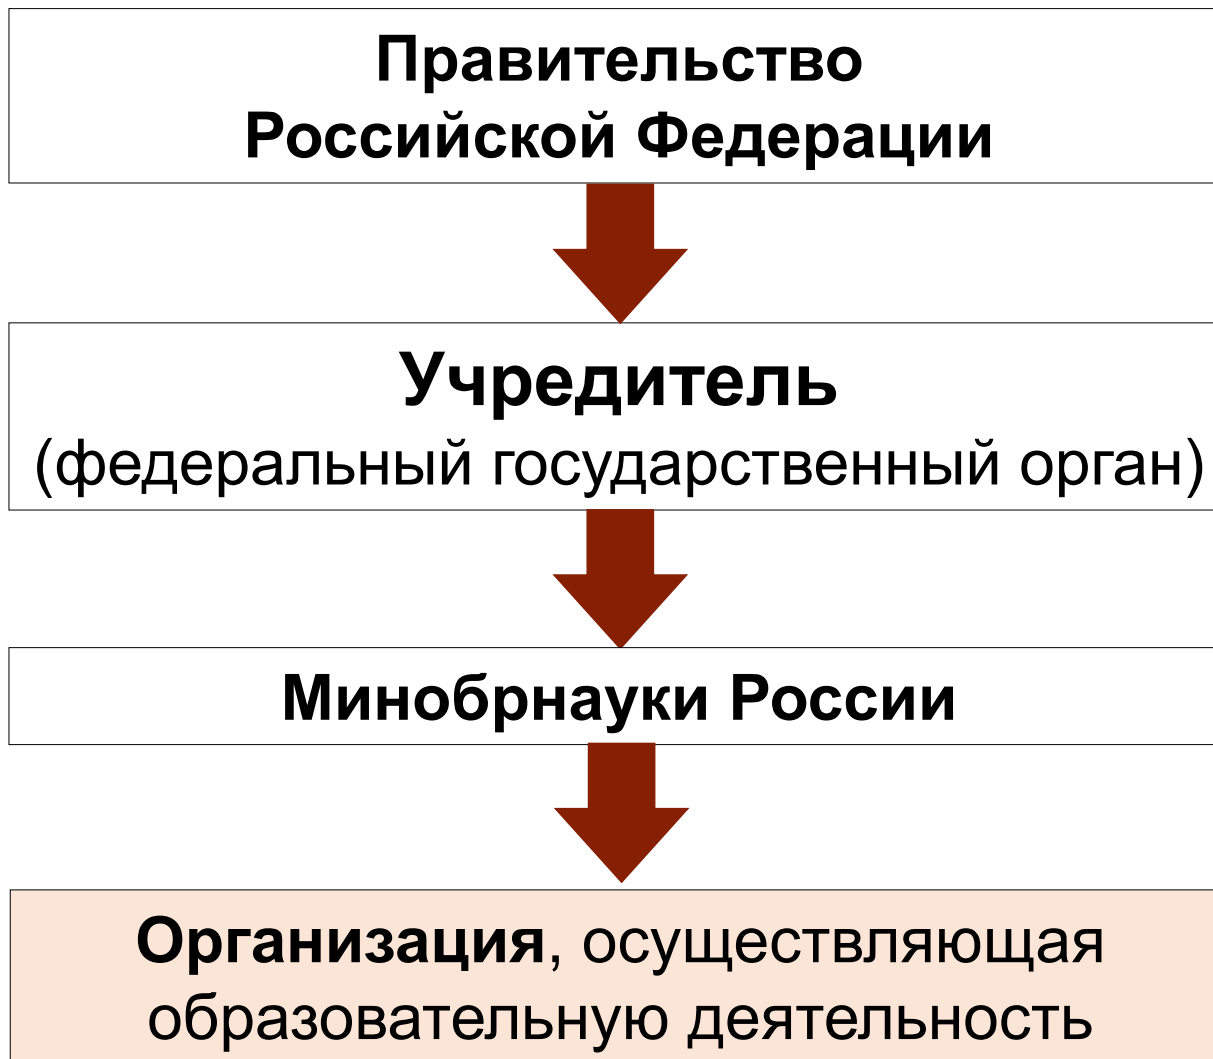 Правительство
Российской Федерации
Учредитель
(федеральный государственный орган)
Минобрнауки России
Организация, осуществляющая
образовательную деятельность